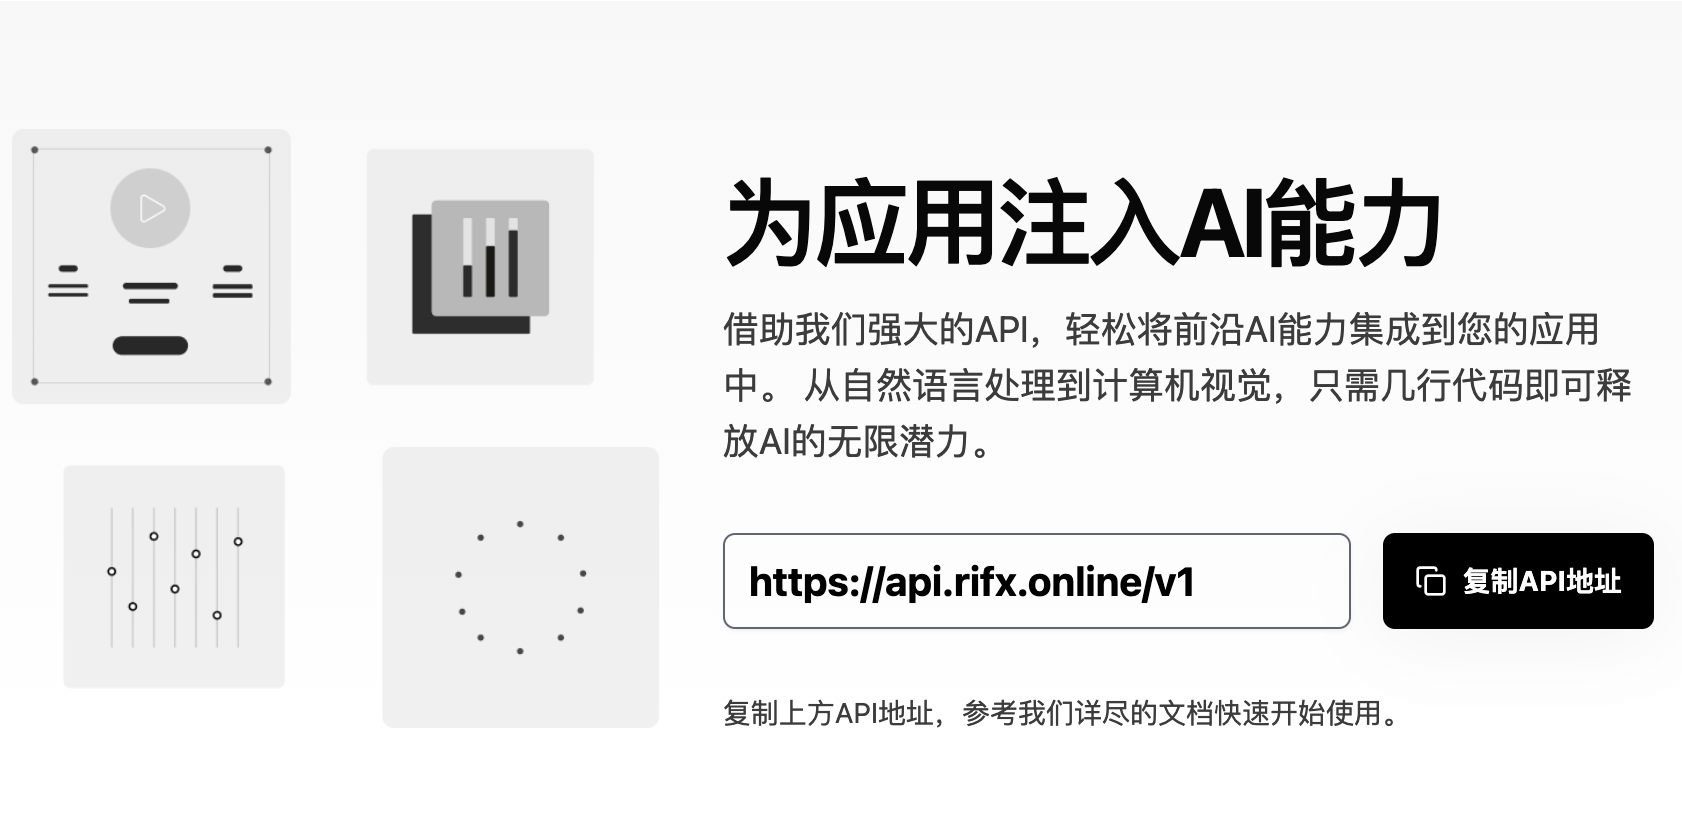 为应用注入AI能力
借助我们强大的API，轻松将前沿AI能力集成到您的应用
中。 从自然语言处理到计算机视觉，只需几行代码即可释
放AI的无限潜力。
https://api.rifx.online/v1
复制API地址
复制上方API地址，参考我们详尽的文档快速开始使用。